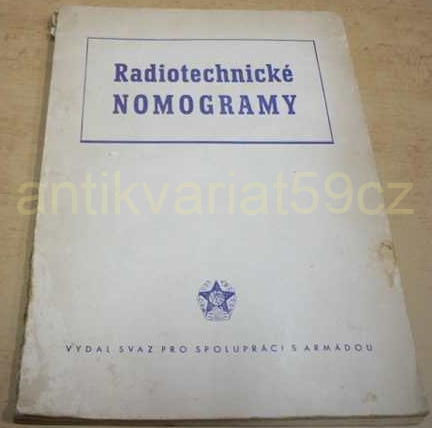 Radiotechnické
NOMOGRAMY
antikvariat59cz
VYDAL SVAZ PRO SPOLUPRÁCI S ARMÁDOU